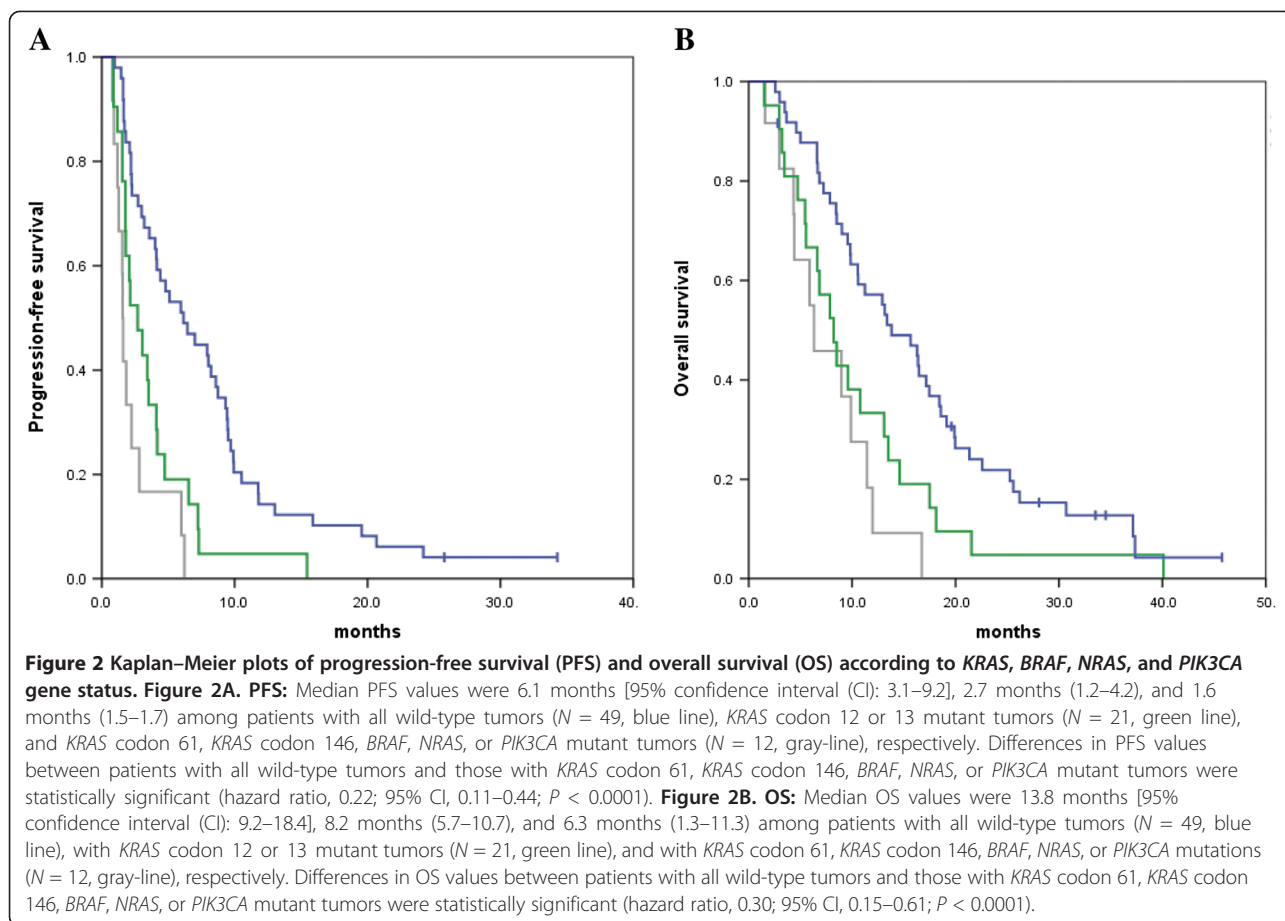 A
B
1.0
0.8
0.6
0.4
0.2
0.0
Progression-free survival
0.0
10.0
20.0
30.0
40.
months
1.0
0.8
0.6
0.4
0.2
0.0
Overall survival
0.0
10.0
20.0
30.0
40.0
50.
months
Figure 2 Kaplan–Meier plots of progression-free survival (PFS) and overall survival (OS) according to KRAS, BRAF, NRAS, and PIK3CA
gene status. Figure 2A. PFS: Median PFS values were 6.1 months [95% confidence interval (CI): 3.1–9.2], 2.7 months (1.2–4.2), and 1.6
months (1.5–1.7) among patients with all wild-type tumors (N = 49, blue line), KRAS codon 12 or 13 mutant tumors (N = 21, green line),
and KRAS codon 61, KRAS codon 146, BRAF, NRAS, or PIK3CA mutant tumors (N = 12, gray-line), respectively. Differences in PFS values
between patients with all wild-type tumors and those with KRAS codon 61, KRAS codon 146, BRAF, NRAS, or PIK3CA mutant tumors were
statistically significant (hazard ratio, 0.22; 95% CI, 0.11–0.44; P < 0.0001). Figure 2B. OS: Median OS values were 13.8 months [95%
confidence interval (CI): 9.2–18.4], 8.2 months (5.7–10.7), and 6.3 months (1.3–11.3) among patients with all wild-type tumors (N = 49, blue
line), with KRAS codon 12 or 13 mutant tumors (N = 21, green line), and with KRAS codon 61, KRAS codon 146, BRAF, NRAS, or PIK3CA mutations
(N = 12, gray-line), respectively. Differences in OS values between patients with all wild-type tumors and those with KRAS codon 61, KRAS codon
146, BRAF, NRAS, or PIK3CA mutant tumors were statistically significant (hazard ratio, 0.30; 95% CI, 0.15–0.61; P < 0.0001).